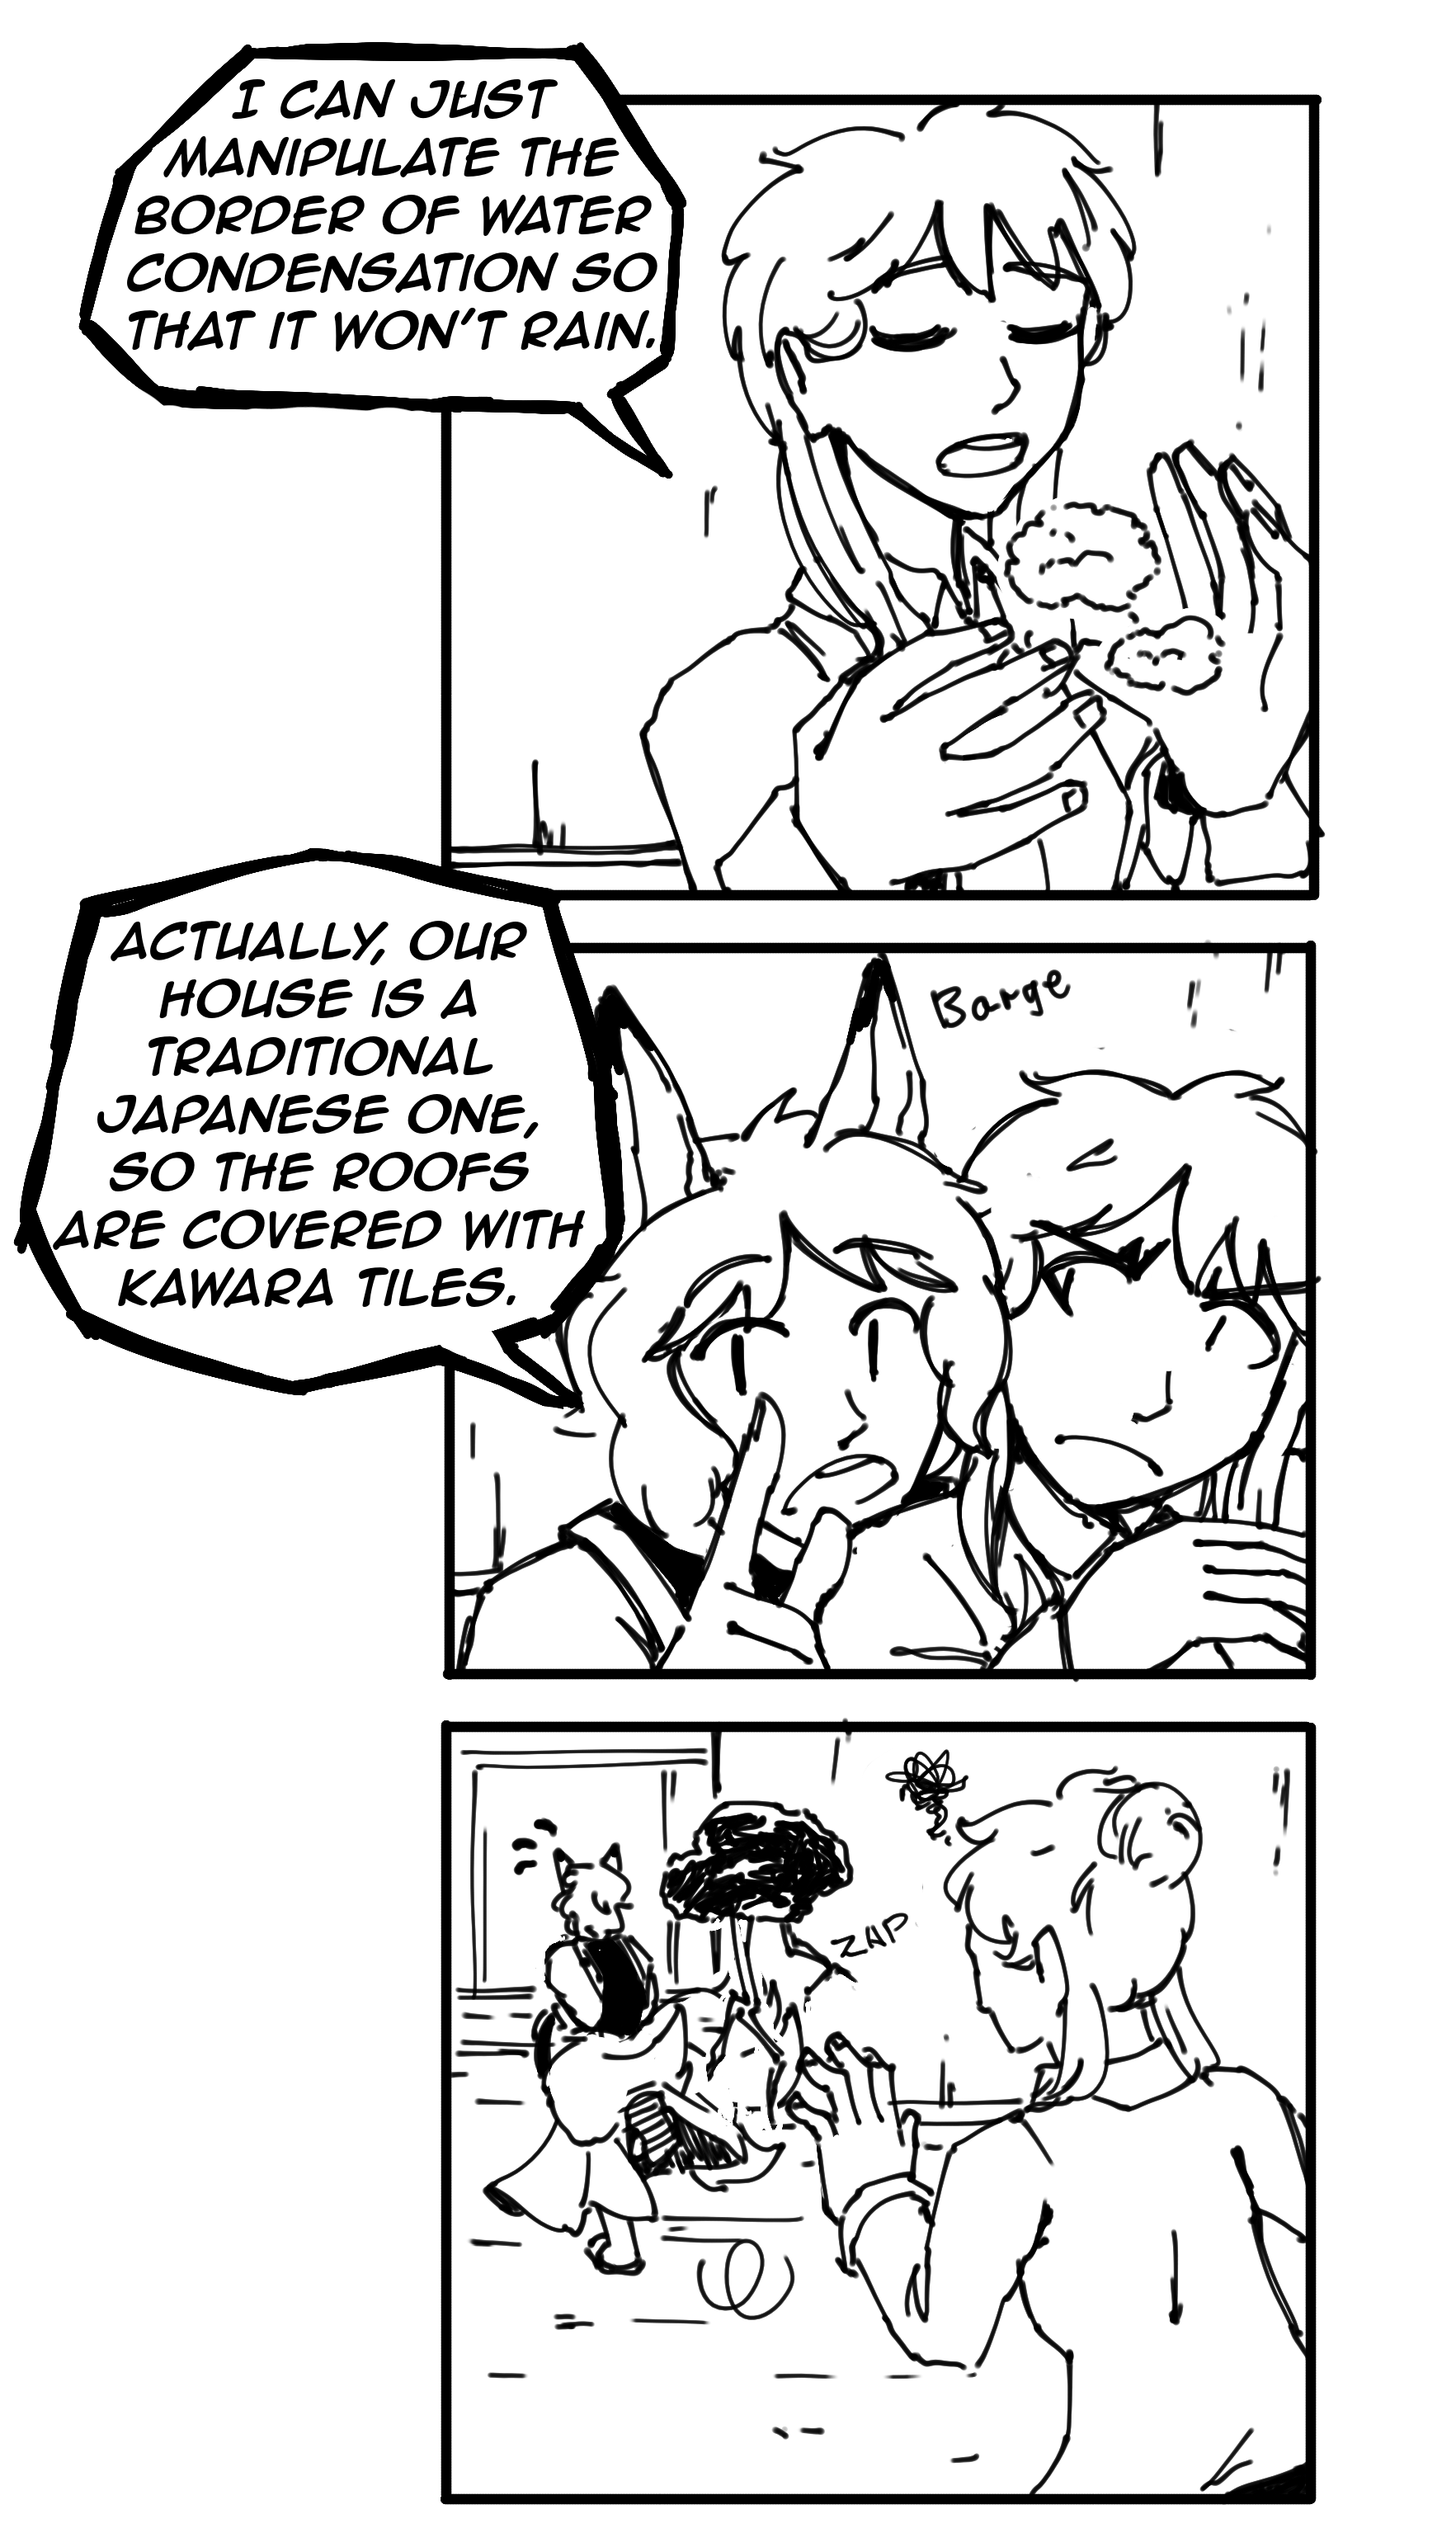 I CAN JUST
MANIPULATE THE
BORDER OF WATER
CONDENSATION SO
THAT IT WON'T RAIN.
ACTUALLY, OUR
HOUSE IS A
TRADITIONAL
JAPANESE ONE,
SO THE ROOFS
ARE COVERED WITH
KAWARA TILES.
Barge
ZAP